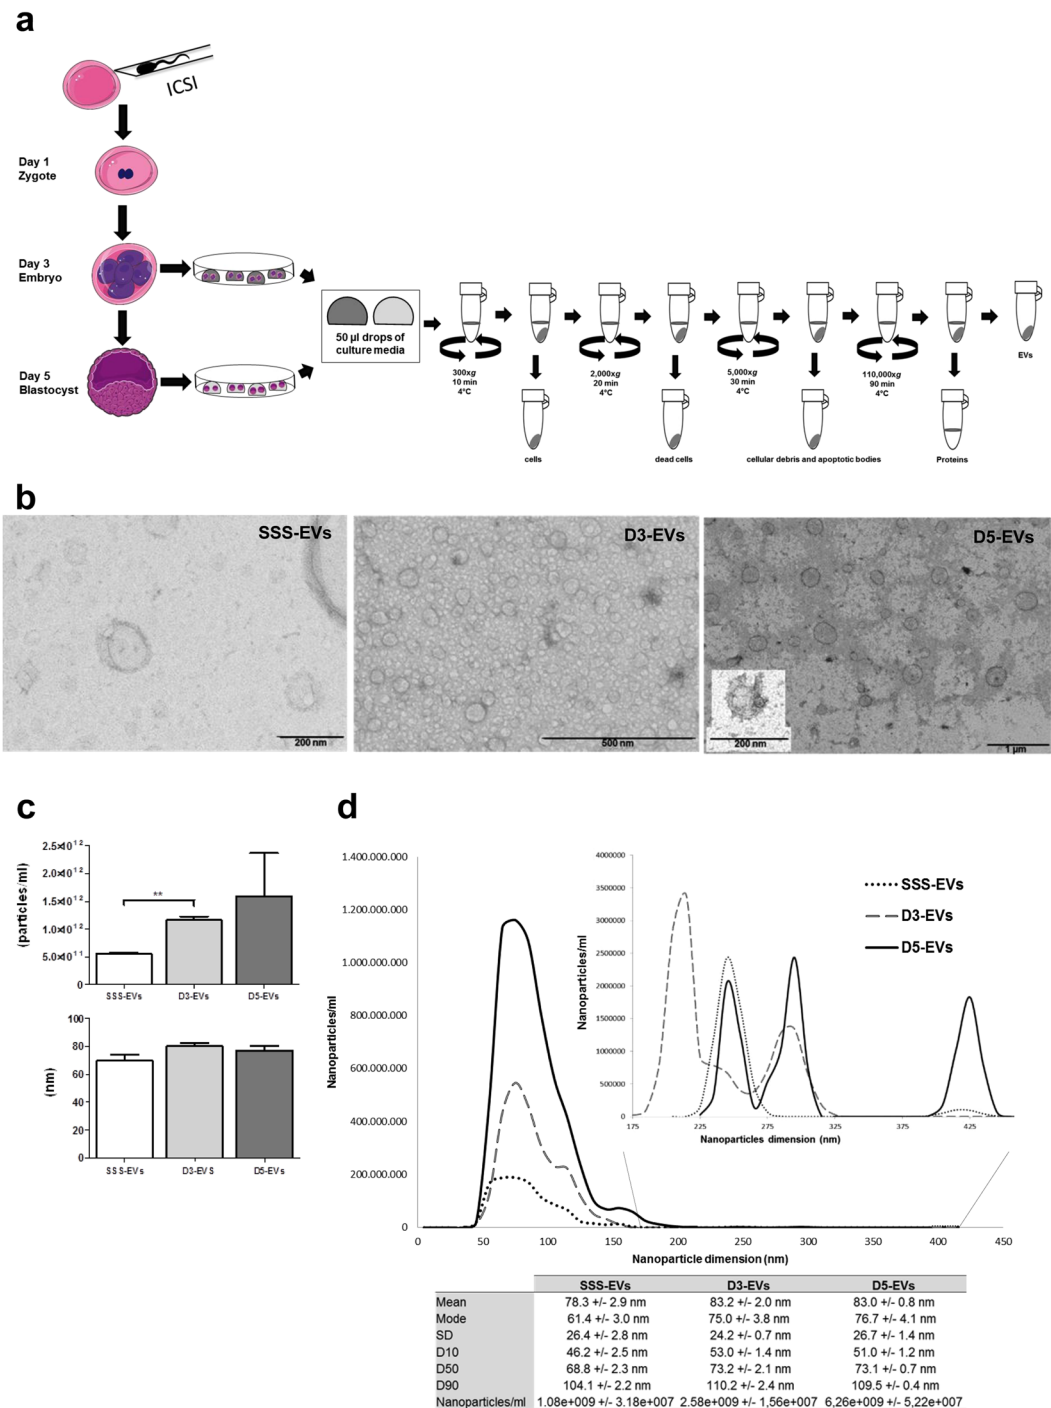 a
ICSI
Day 1
Zygote
Day 3
Embryo
Day 5
Blastocyst
50 µl drops of
culture media
300xg
10 min
4°C
2,000xg
20 min
4°C
5,000xg
30 min
4°C
110,000xg
90 min
4°C
EVs
cells
dead cells
cellular debris and apoptotic bodies
Proteins
b
SSS-EVs
200 nm
D3-EVs
500 nm
D5-EVs
200 nm
1 µm
c
(particles/ml)
2.5×10¹²
2.0×10¹²
1.5×10¹²
1.0×10¹²
5.0×10¹¹
0
**
SSS-EVs D3-EVs D5-EVs
(nm)
100
80
60
40
20
0
SSS-EVs D3-EVS D5-EVs
d
Nanoparticles/ml
1.400.000.000
1.200.000.000
1.000.000.000
800.000.000
600.000.000
400.000.000
200.000.000
0
0 50 100 150 200 250 300 350 400 450
Nanoparticle dimension (nm)
Nanoparticles/ml
4000000
3500000
3000000
2500000
2000000
1500000
1000000
500000
0
175 225 275 325 375 425
Nanoparticles dimension (nm)
SSS-EVs
D3-EVs
D5-EVs
SSS-EVs D3-EVs D5-EVs
Mean 78.3 +/- 2.9 nm 83.2 +/- 2.0 nm 83.0 +/- 0.8 nm
Mode 61.4 +/- 3.0 nm 75.0 +/- 3.8 nm 76.7 +/- 4.1 nm
SD 26.4 +/- 2.8 nm 24.2 +/- 0.7 nm 26.7 +/- 1.4 nm
D10 46.2 +/- 2.5 nm 53.0 +/- 1.4 nm 51.0 +/- 1.2 nm
D50 68.8 +/- 2.3 nm 73.2 +/- 2.1 nm 73.1 +/- 0.7 nm
D90 104.1 +/- 2.2 nm 110.2 +/- 2.4 nm 109.5 +/- 0.4 nm
Nanoparticles/ml 1.08e+009 +/- 3.18e+007 2.58e+009 +/- 1,56e+007 6,26e+009 +/- 5,22e+007